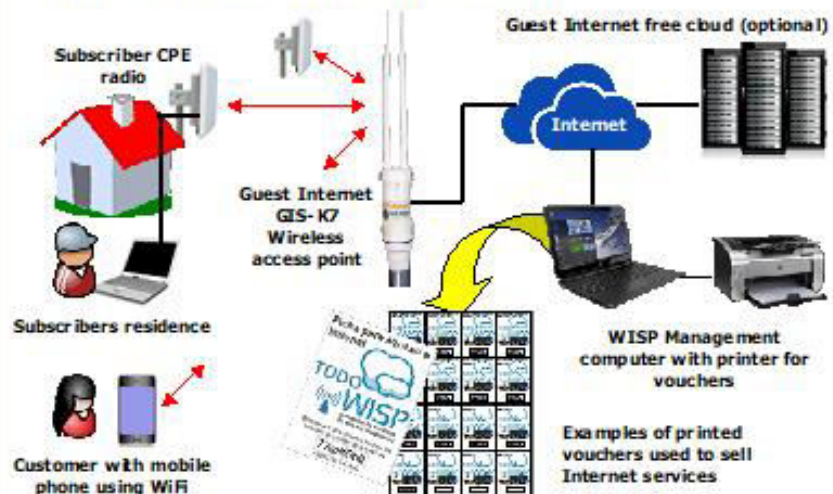 Guest Internet free cloud (optional)
Subscriber CPE
radio
Internet
Guest Internet
GIS-K7
Wireless
access point
Subscribers residence
WISP Management
computer with printer for
vouchers
TODO
WISP
Customer with mobile
phone using WiFi
Examples of printed
vouchers used to sell
Internet services